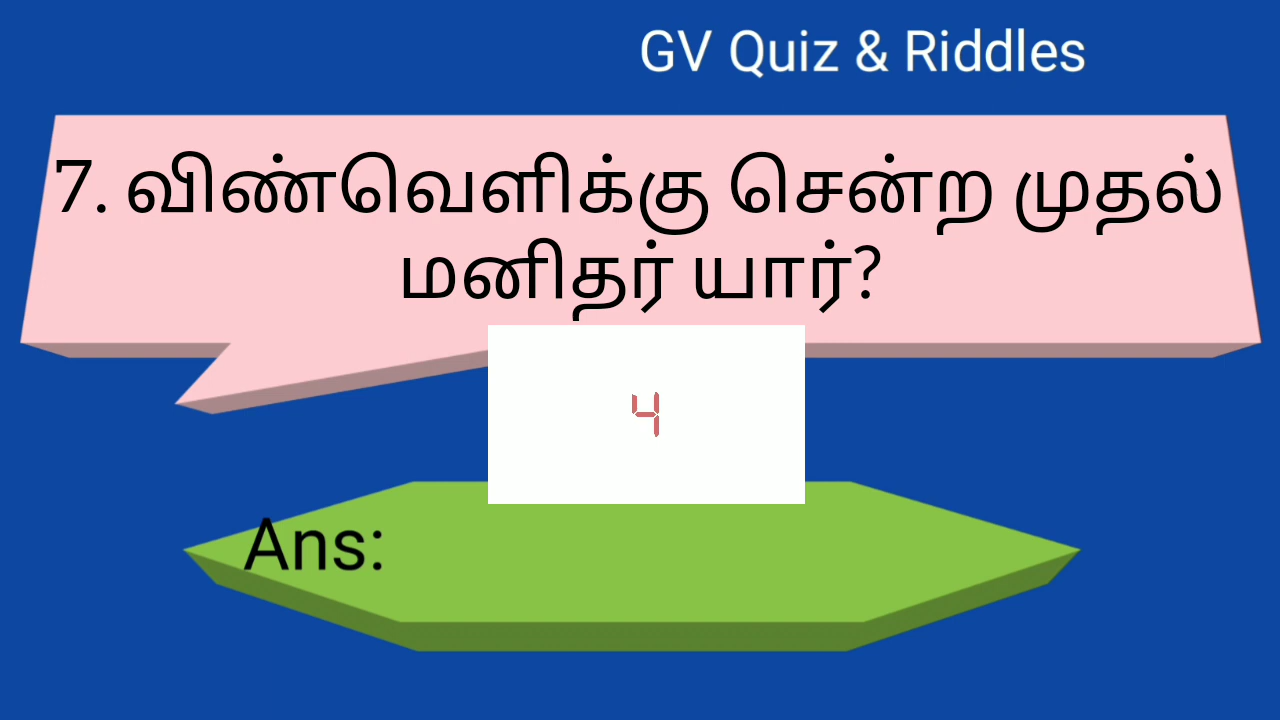 GV Quiz & Riddles
7. விண்வெளிக்கு சென்ற முதல்
மனிதர் யார்?
4
Ans: